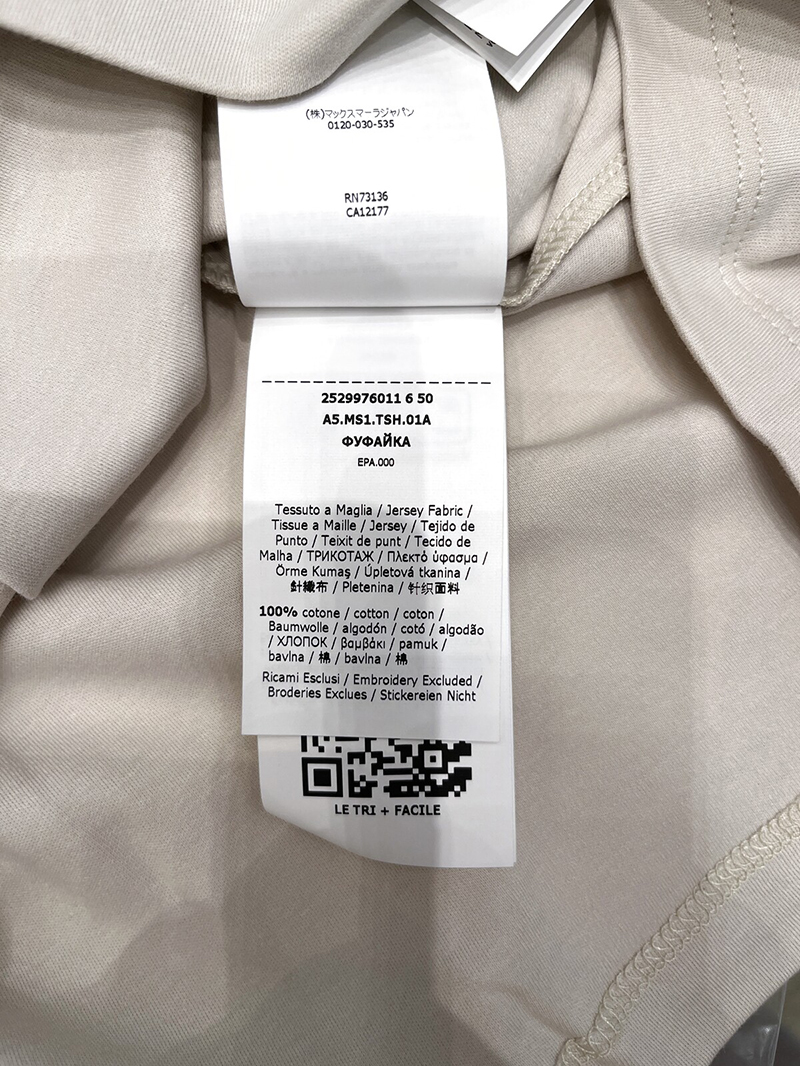 (株)マックスマーラジャパン
0120-030-535
RN73136
CA12177
2529976011 6 50
A5.MS1.TSH.01A
ФУФАЙКА
EPA.000
Tessuto a Maglia / Jersey Fabric /
Tissue a Maille / Jersey / Tejido de
Punto / Teixit de punt / Tecido de
Malha / ТРИКОТАЖ / Πλεκτό ύφασμα /
Örme Kumaş / Úpletová tkanina /
針織布 / Pletenina / 针织面料
100% cotone / cotton / coton /
Baumwolle / algodón / cotó / algodão
/ ХЛОПОК / βαμβάκι / pamuk /
bavlna / 棉 / bavlna / 棉
Ricami Esclusi / Embroidery Excluded /
Broderies Exclues / Stickereien Nicht
LE TRI + FACILE